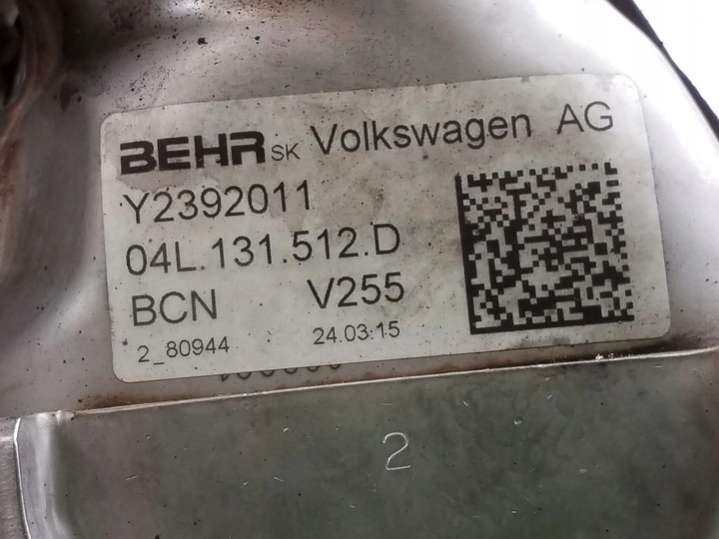 BEHR SK Volkswagen AG
Y2392011
04L.131.512.D
BCN V255
2_80944 24.03.15
2